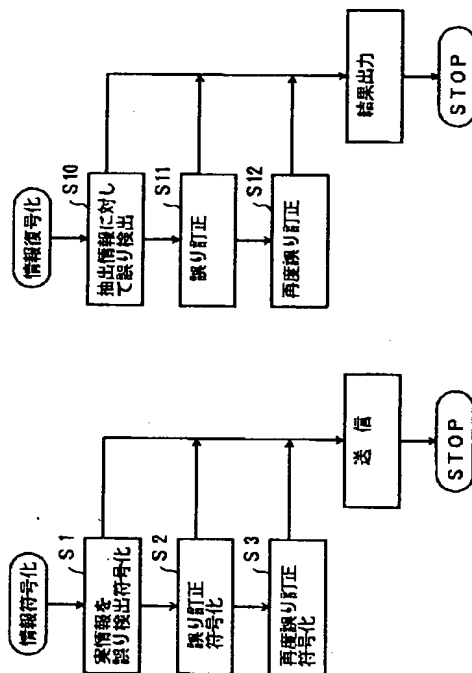 情報符号化
S1
実情報を
誤り検出符号化
S2
誤り訂正
符号化
S3
再度誤り訂正
符号化
送信
STOP
情報復号化
S10
抽出情報に対し
て誤り検出
S11
誤り訂正
S12
再度誤り訂正
結果出力
STOP